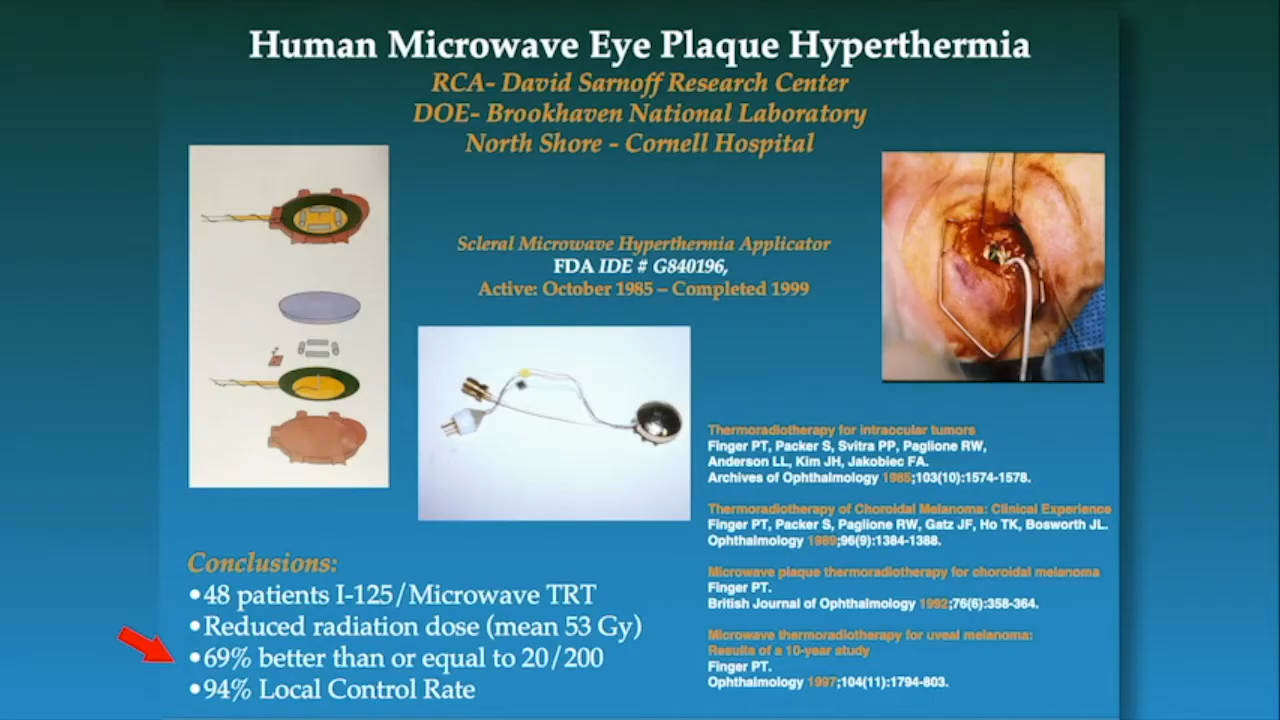 Human Microwave Eye Plaque Hyperthermia
RCA- David Sarnoff Research Center
DOE- Brookhaven National Laboratory
North Shore - Cornell Hospital
Scleral Microwave Hyperthermia Applicator
FDA IDE # G840196,
Active: October 1985 – Completed 1999
Thermoradiotherapy for intraocular tumors
Finger PT, Packer S, Svitra PP, Paglione RW,
Anderson LL, Kim JH, Jakobiec FA.
Archives of Ophthalmology 1985;103(10):1574-1578.
Thermoradiotherapy of Choroidal Melanoma: Clinical Experience
Finger PT, Packer S, Paglione RW, Gatz JF, Ho TK, Bosworth JL.
Ophthalmology 1989;96(9):1384-1388.
Microwave plaque thermoradiotherapy for choroidal melanoma
Finger PT.
British Journal of Ophthalmology 1992;76(6):358-364.
Microwave thermoradiotherapy for uveal melanoma:
Results of a 10-year study
Finger PT.
Ophthalmology 1997;104(11):1794-803.
Conclusions:
•48 patients I-125/Microwave TRT
•Reduced radiation dose (mean 53 Gy)
•69% better than or equal to 20/200
•94% Local Control Rate